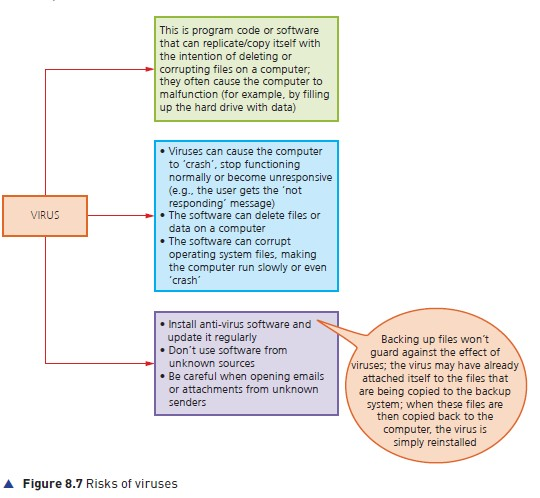 This is program code or software
that can replicate/copy itself with
the intention of deleting or
corrupting files on a computer;
they often cause the computer to
malfunction (for example, by filling
up the hard drive with data)
VIRUS
• Viruses can cause the computer
to ‘crash’, stop functioning
normally or become unresponsive
(e.g., the user gets the ‘not
responding’ message)
• The software can delete files or
data on a computer
• The software can corrupt
operating system files, making
the computer run slowly or even
‘crash’
• Install anti-virus software and
update it regularly
• Don’t use software from
unknown sources
• Be careful when opening emails
or attachments from unknown
senders
Backing up files won’t
guard against the effect of
viruses; the virus may have already
attached itself to the files that
are being copied to the backup
system; when these files are
then copied back to the
computer, the virus is
simply reinstalled
▲ Figure 8.7 Risks of viruses